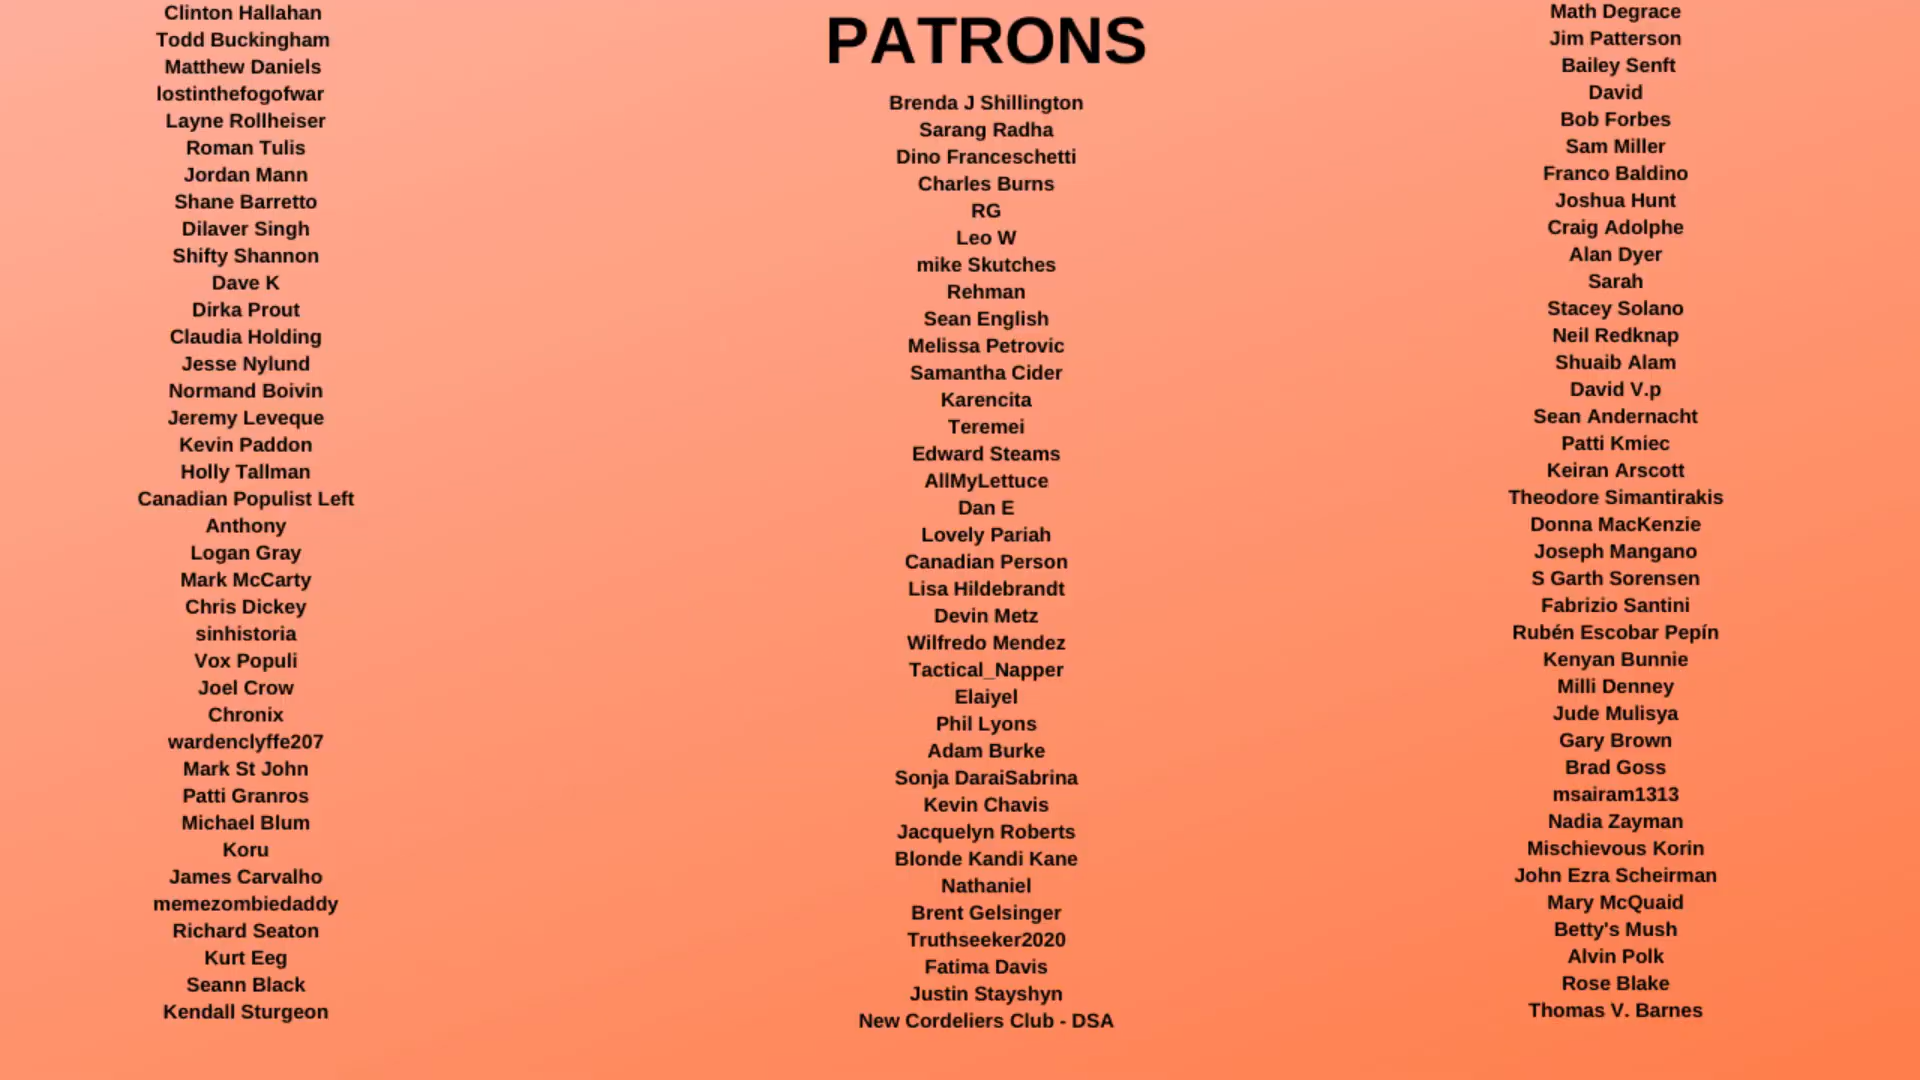 Clinton Hallahan
Todd Buckingham
Matthew Daniels
lostinthefogofwar
Layne Rollheiser
Roman Tulis
Jordan Mann
Shane Barretto
Dilaver Singh
Shifty Shannon
Dave K
Dirka Prout
Claudia Holding
Jesse Nylund
Normand Boivin
Jeremy Leveque
Kevin Paddon
Holly Tallman
Canadian Populist Left
Anthony
Logan Gray
Mark McCarty
Chris Dickey
sinhistoria
Vox Populi
Joel Crow
Chronix
wardenclyffe207
Mark St John
Patti Granros
Michael Blum
Koru
James Carvalho
memezombiedaddy
Richard Seaton
Kurt Eeg
Seann Black
Kendall Sturgeon
PATRONS
Brenda J Shillington
Sarang Radha
Dino Franceschetti
Charles Burns
RG
Leo W
mike Skutches
Rehman
Sean English
Melissa Petrovic
Samantha Cider
Karencita
Teremei
Edward Steams
AllMyLettuce
Dan E
Lovely Pariah
Canadian Person
Lisa Hildebrandt
Devin Metz
Wilfredo Mendez
Tactical_Napper
Elaiyel
Phil Lyons
Adam Burke
Sonja DaraiSabrina
Kevin Chavis
Jacquelyn Roberts
Blonde Kandi Kane
Nathaniel
Brent Gelsinger
Truthseeker2020
Fatima Davis
Justin Stayshyn
New Cordeliers Club - DSA
Math Degrace
Jim Patterson
Bailey Senft
David
Bob Forbes
Sam Miller
Franco Baldino
Joshua Hunt
Craig Adolphe
Alan Dyer
Sarah
Stacey Solano
Neil Redknap
Shuaib Alam
David V.p
Sean Andernacht
Patti Kmiec
Keiran Arscott
Theodore Simantirakis
Donna MacKenzie
Joseph Mangano
S Garth Sorensen
Fabrizio Santini
Rubén Escobar Pepín
Kenyan Bunnie
Milli Denney
Jude Mulisya
Gary Brown
Brad Goss
msairam1313
Nadia Zayman
Mischievous Korin
John Ezra Scheirman
Mary McQuaid
Betty's Mush
Alvin Polk
Rose Blake
Thomas V. Barnes